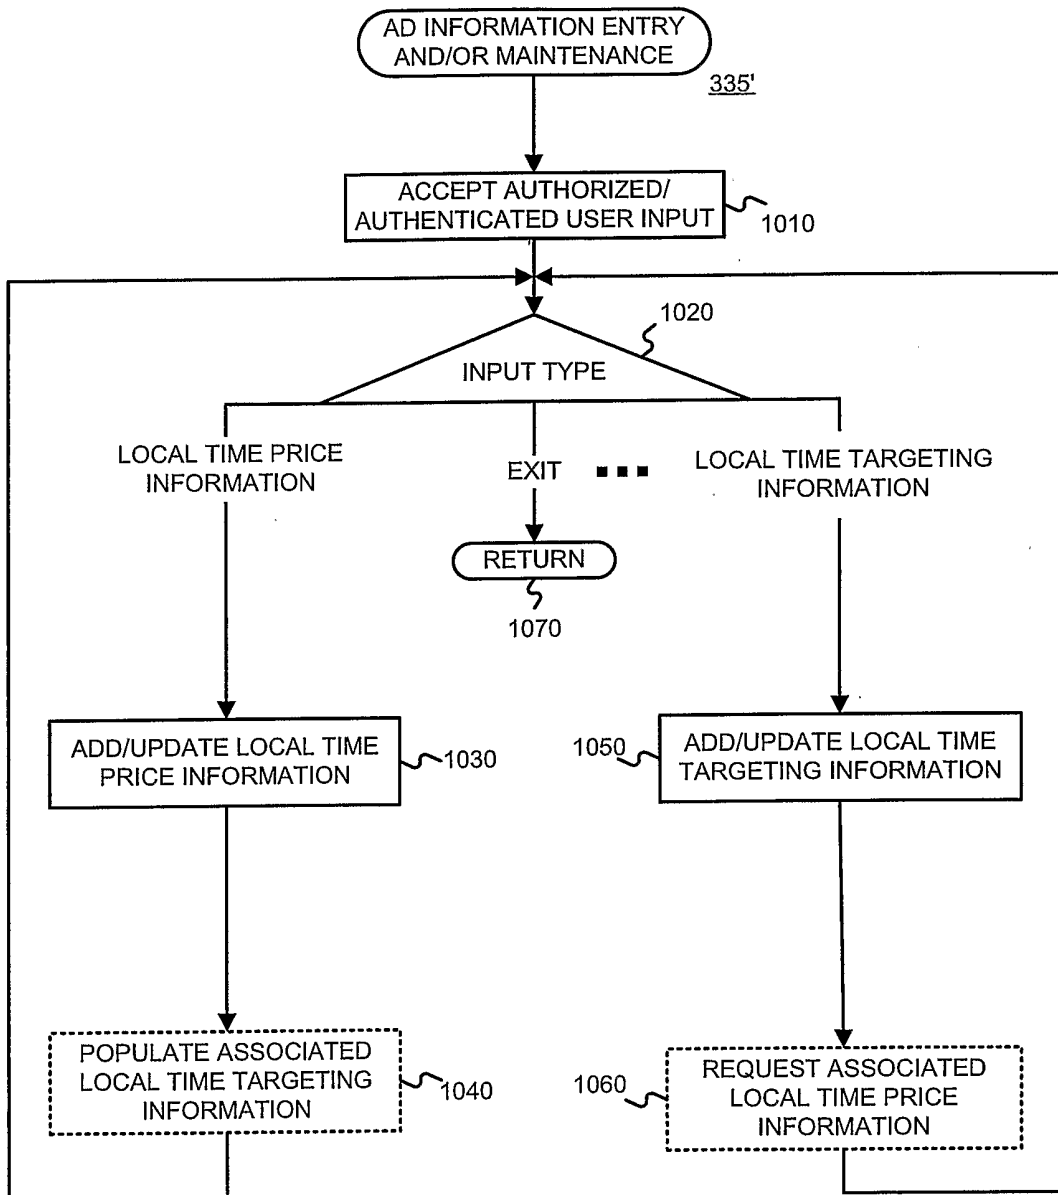 AD INFORMATION ENTRY
AND/OR MAINTENANCE
335'
ACCEPT AUTHORIZED/
AUTHENTICATED USER INPUT
1010
1020
INPUT TYPE
LOCAL TIME PRICE
INFORMATION
EXIT
LOCAL TIME TARGETING
INFORMATION
RETURN
1070
ADD/UPDATE LOCAL TIME
PRICE INFORMATION
1030
1050
ADD/UPDATE LOCAL TIME
TARGETING INFORMATION
POPULATE ASSOCIATED
LOCAL TIME TARGETING
INFORMATION
1040
1060
REQUEST ASSOCIATED
LOCAL TIME PRICE
INFORMATION